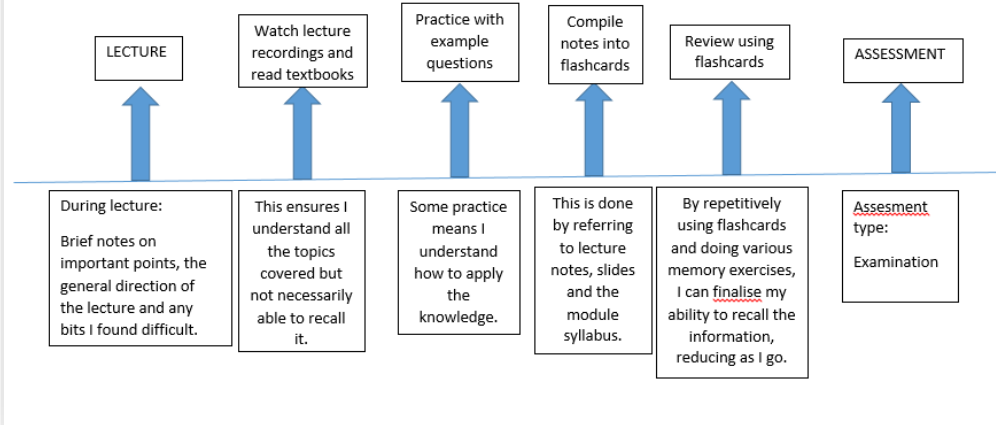 LECTURE
Watch lecture
recordings and
read textbooks
Practice with
example
questions
Compile
notes into
flashcards
Review using
flashcards
ASSESSMENT
During lecture:
Brief notes on
important points, the
general direction of
the lecture and any
bits I found difficult.
This ensures I
understand all
the topics
covered but
not necessarily
able to recall
it.
Some practice
means I
understand
how to apply
the
knowledge.
This is done
by referring
to lecture
notes, slides
and the
module
syllabus.
By repetitively
using flashcards
and doing various
memory exercises,
I can finalise my
ability to recall the
information,
reducing as I go.
Assesment
type:
Examination